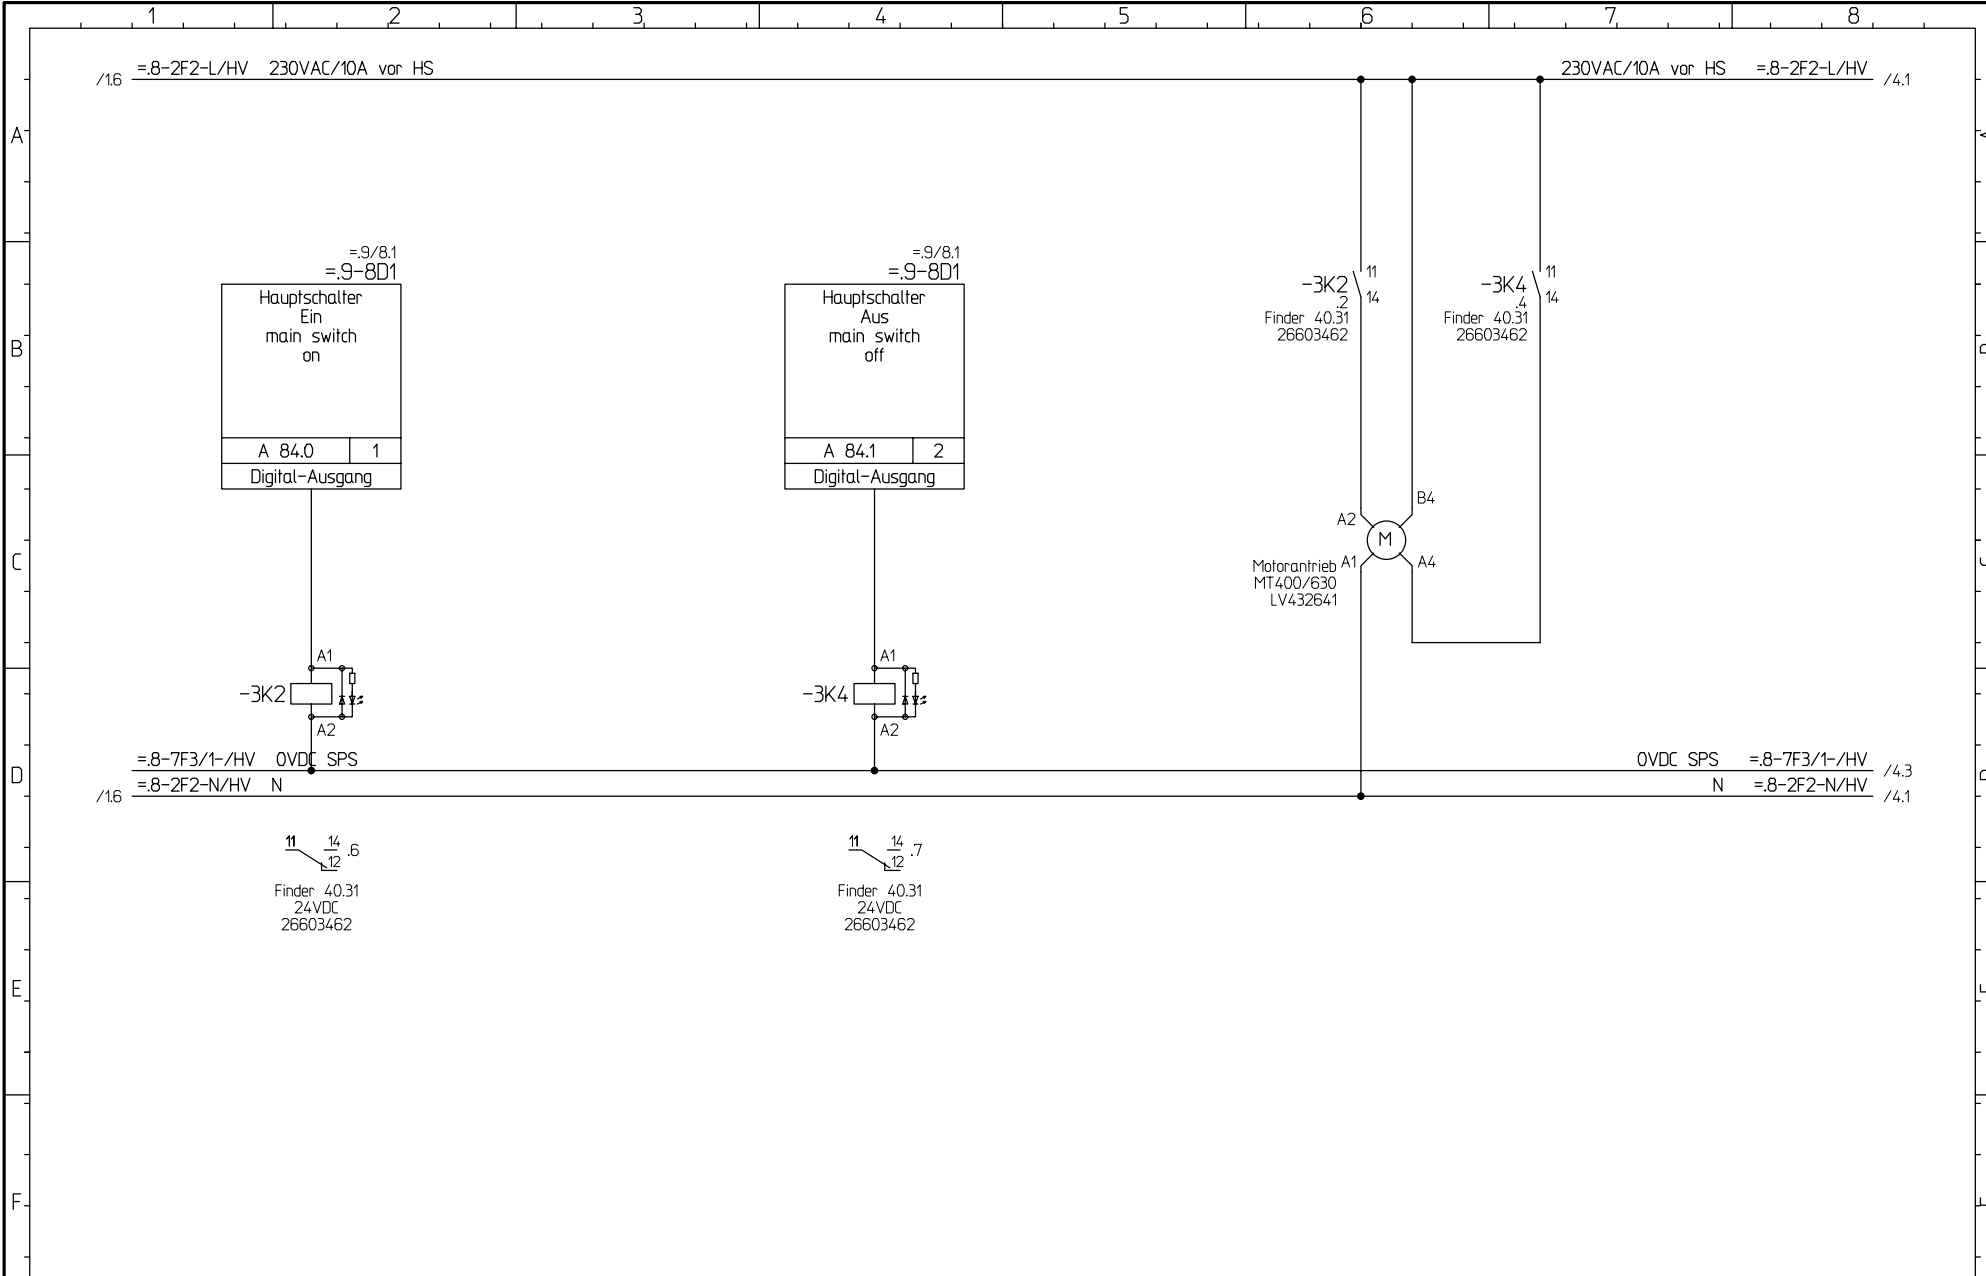 1 2 3 4 5 6 7 8
=.8-2F2-L/HV 230VAC/10A vor HS 230VAC/10A vor HS =.8-2F2-L/HV
/1.6 /4.1
A
=.9/8.1 =.9/8.1
=.9-8D1 =.9-8D1
Hauptschalter
Ein
main switch
on
A 84.0 1
Digital-Ausgang
Hauptschalter
Aus
main switch
off
A 84.1 2
Digital-Ausgang
-3K2 11
.2 14
Finder 40.31
26603462
-3K4 11
.4 14
Finder 40.31
26603462
B
B4
A2
M
C
Motorantrieb A1 A4
MT400/630
LV432641
A1 A1
-3K2 -3K4
A2 A2
=.8-7F3/1-/HV 0VDC SPS 0VDC SPS =.8-7F3/1-/HV
/4.3
D
=.8-2F2-N/HV N N =.8-2F2-N/HV
/1.6 /4.1
11 14 .6
12
Finder 40.31
24VDC
26603462
11 14 .7
12
Finder 40.31
24VDC
26603462
E
F